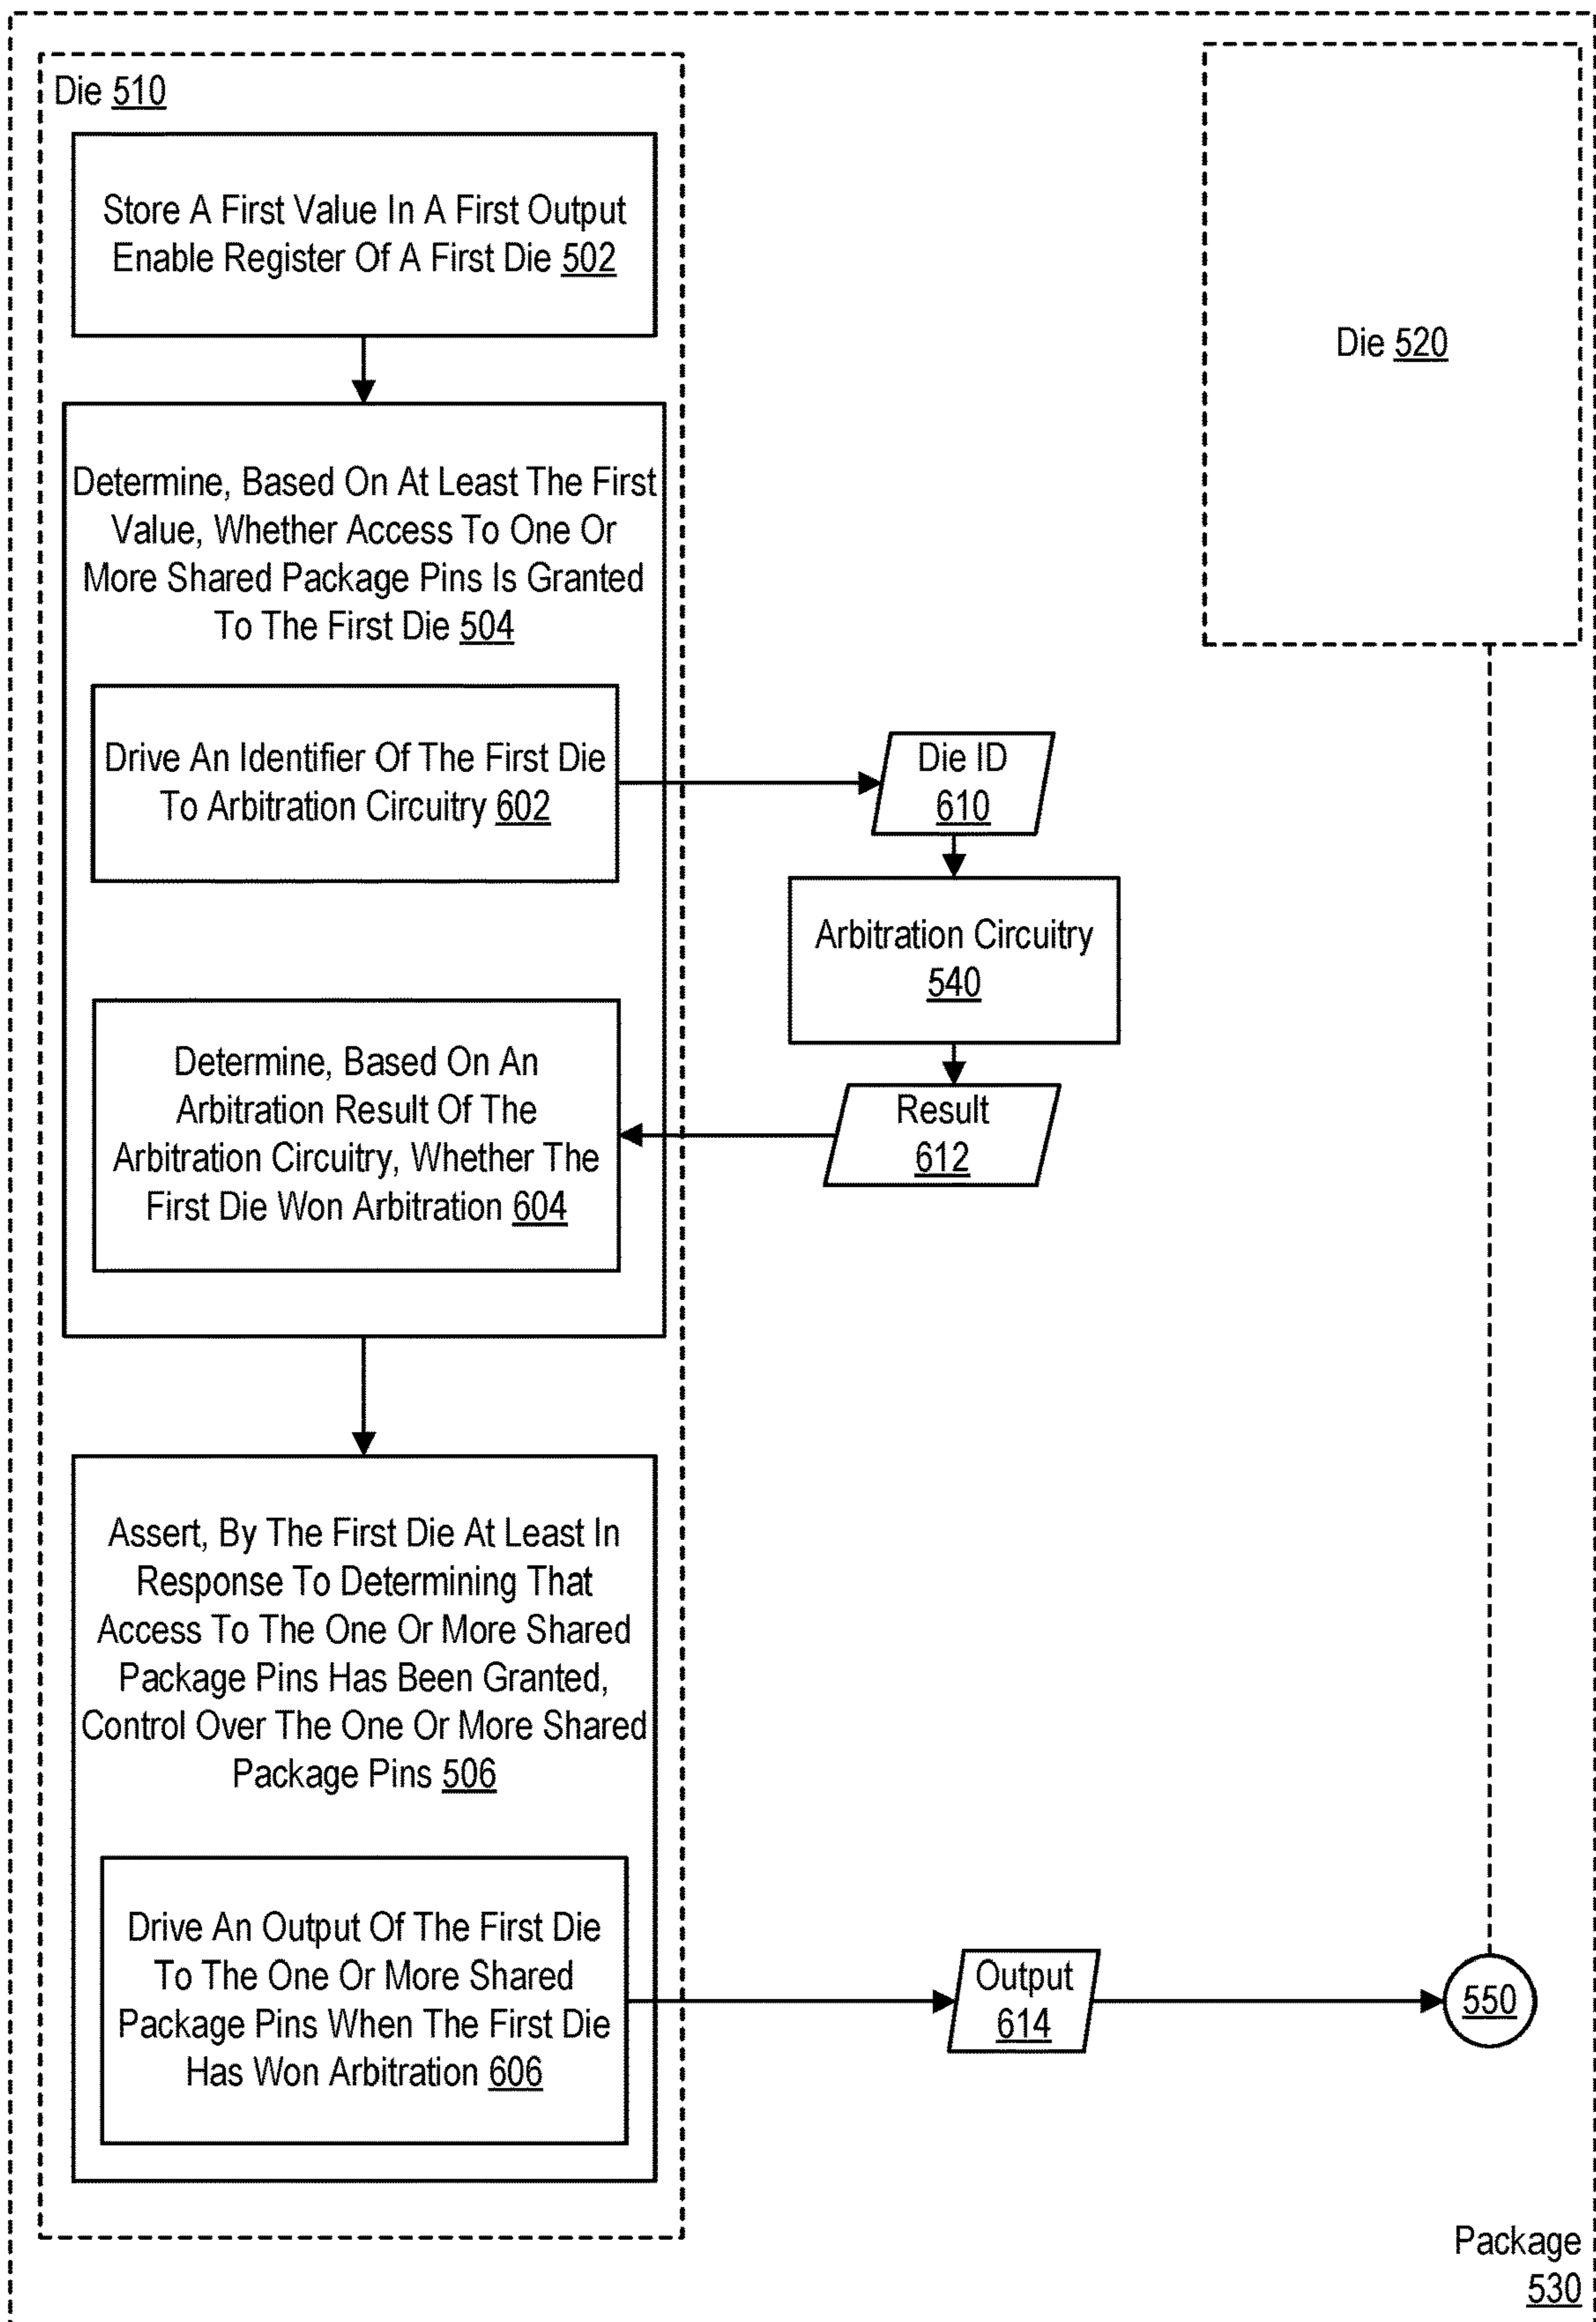 Die 510
Store A First Value In A First Output
Enable Register Of A First Die 502
Determine, Based On At Least The First
Value, Whether Access To One Or
More Shared Package Pins Is Granted
To The First Die 504
Drive An Identifier Of The First Die
To Arbitration Circuitry 602
Die ID
610
Arbitration Circuitry
540
Determine, Based On An
Arbitration Result Of The
Arbitration Circuitry, Whether The
First Die Won Arbitration 604
Result
612
Assert, By The First Die At Least In
Response To Determining That
Access To The One Or More Shared
Package Pins Has Been Granted,
Control Over The One Or More Shared
Package Pins 506
Drive An Output Of The First Die
To The One Or More Shared
Package Pins When The First Die
Has Won Arbitration 606
Output
614
550
Die 520
Package
530